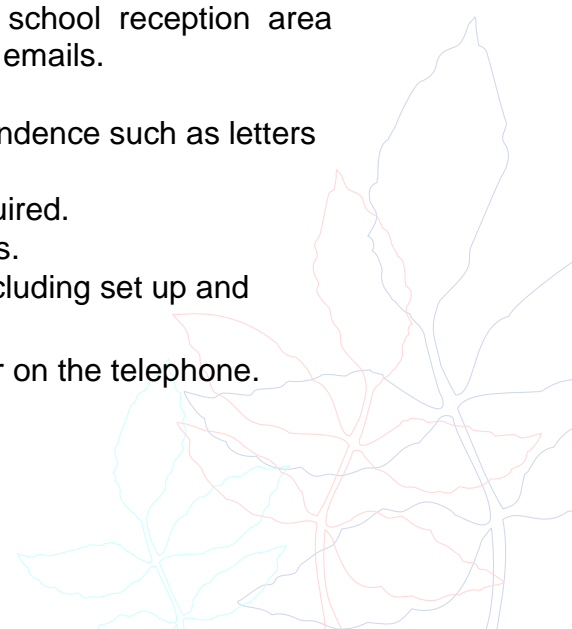 school reception area
emails.
ndence such as letters
uired.
s.
cluding set up and
r on the telephone.